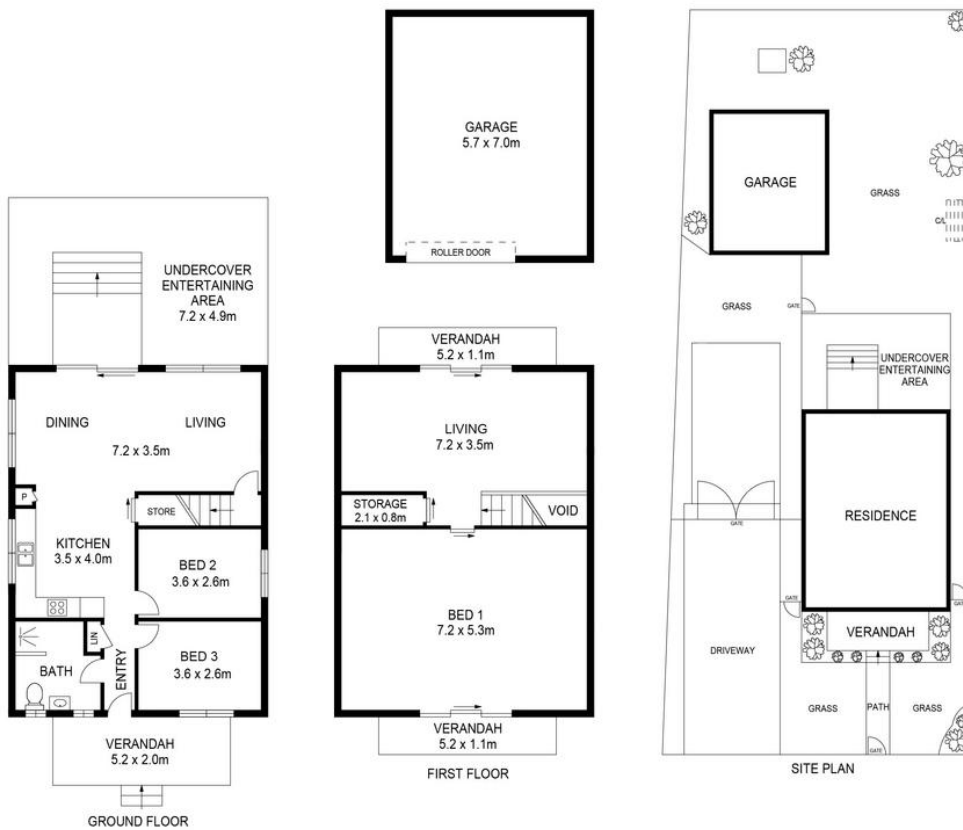 UNDERCOVER
ENTERTAINING
AREA
7.2 x 4.9m
DINING
LIVING
7.2 x 3.5m
P
STORE
KITCHEN
3.5 x 4.0m
BED 2
3.6 x 2.6m
LIN
BATH
ENTRY
BED 3
3.6 x 2.6m
VERANDAH
5.2 x 2.0m
GROUND FLOOR
GARAGE
5.7 x 7.0m
ROLLER DOOR
VERANDAH
5.2 x 1.1m
LIVING
7.2 x 3.5m
STORAGE
2.1 x 0.8m
VOID
BED 1
7.2 x 5.3m
VERANDAH
5.2 x 1.1m
FIRST FLOOR
GARAGE
GRASS
C/L
GRASS
GATE
UNDERCOVER
ENTERTAINING
AREA
GATE
RESIDENCE
GATE
GATE
VERANDAH
DRIVEWAY
GRASS
PATH
GRASS
GATE
SITE PLAN